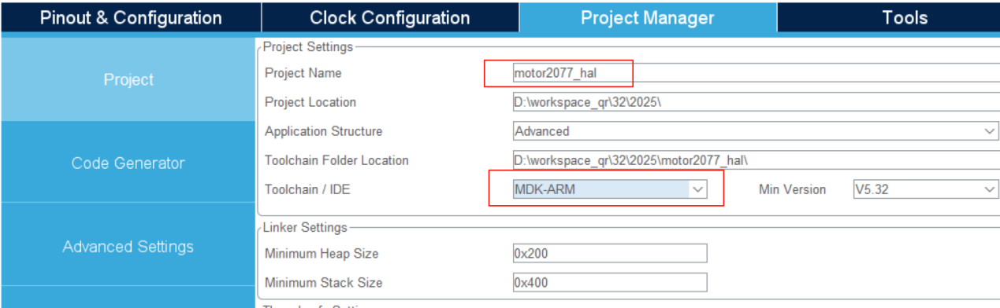 Pinout & Configuration Clock Configuration Project Manager Tools
Project
Code Generator
Advanced Settings
Project Settings
Project Name motor2077_hal
Project Location D:\workspace_qr\32\2025\
Application Structure Advanced
Toolchain Folder Location D:\workspace_qr\32\2025\motor2077_hal\
Toolchain / IDE MDK-ARM Min Version V5.32
Linker Settings
Minimum Heap Size 0x200
Minimum Stack Size 0x400